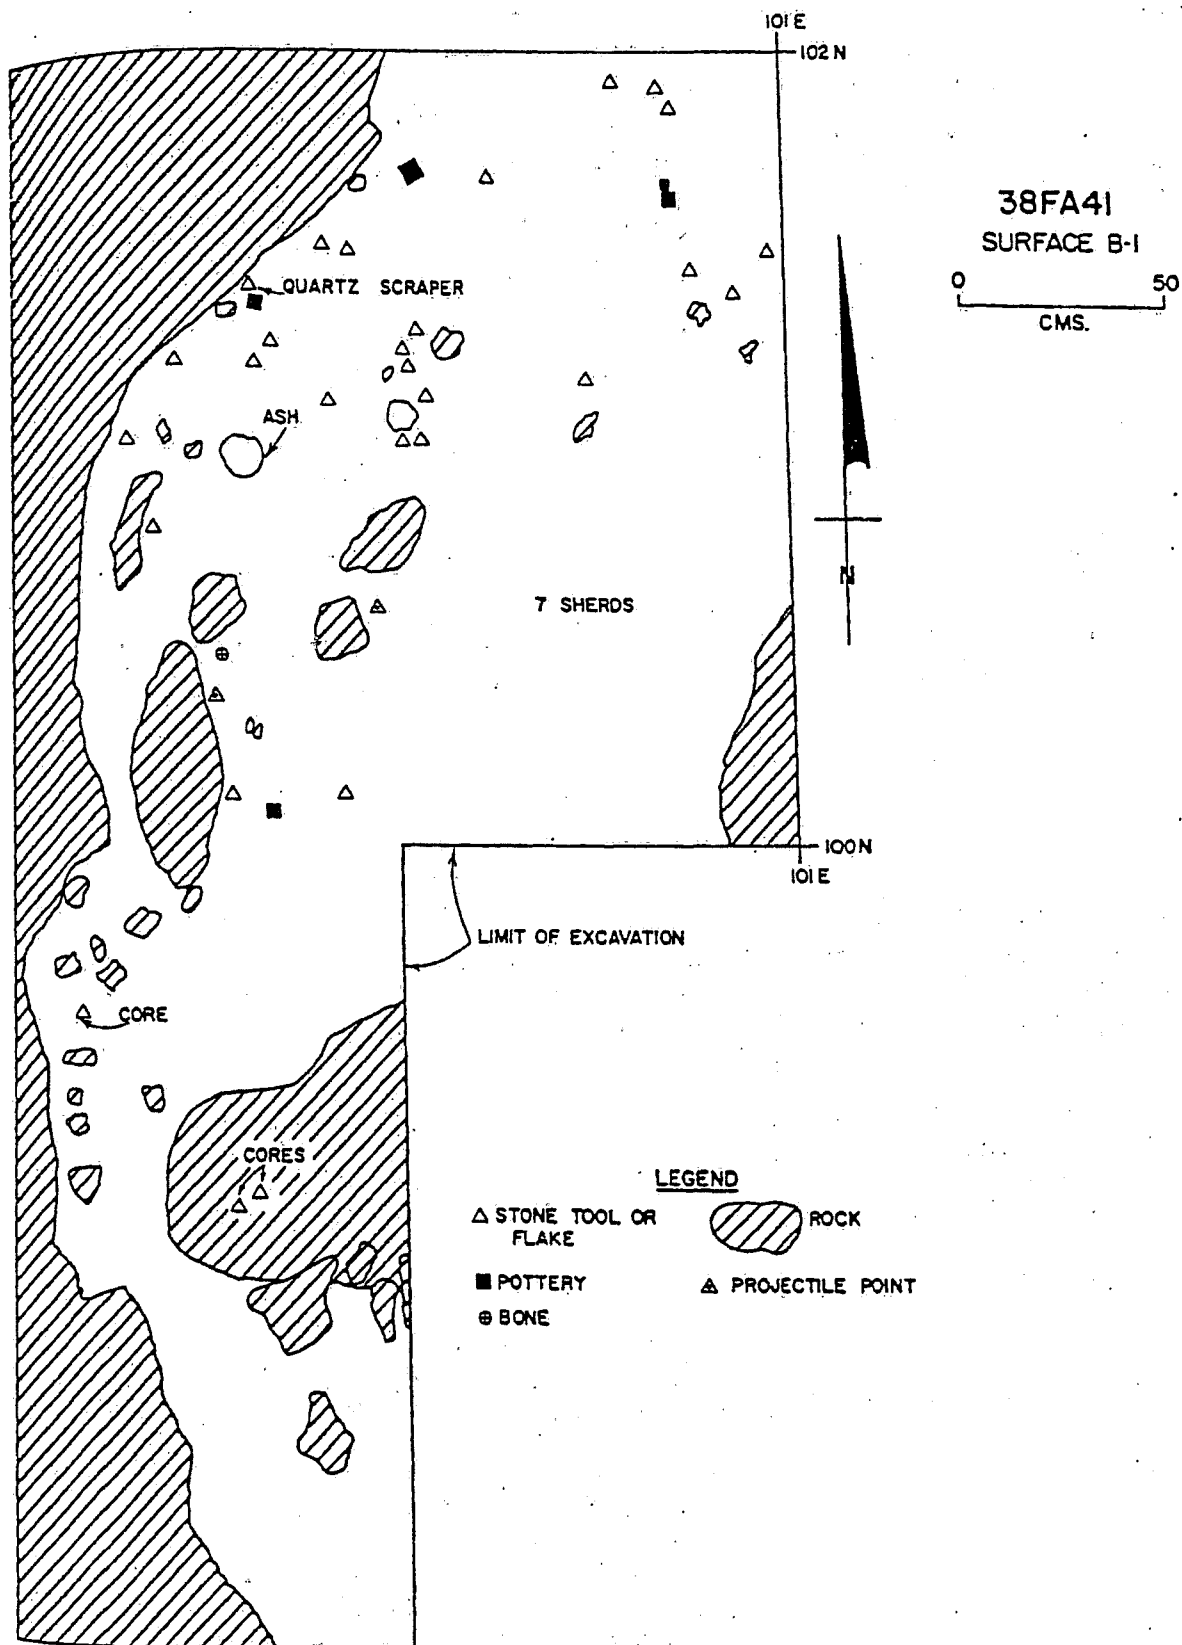 101 E
102 N
38FA41
SURFACE B-1
0 50
CMS.
QUARTZ SCRAPER
ASH
N
7 SHERDS
100 N
101 E
LIMIT OF EXCAVATION
CORE
CORES
LEGEND
STONE TOOL OR
FLAKE
ROCK
POTTERY
PROJECTILE POINT
BONE